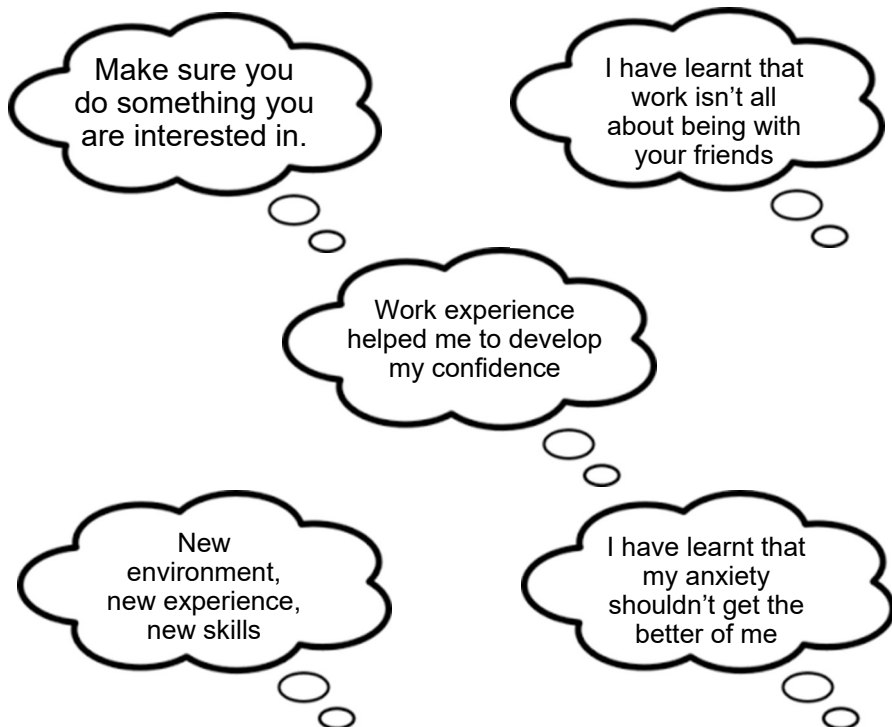 Make sure you
do something you
are interested in.
I have learnt that
work isn’t all
about being with
your friends
Work experience
helped me to develop
my confidence
New
environment,
new experience,
new skills
I have learnt that
my anxiety
shouldn’t get the
better of me